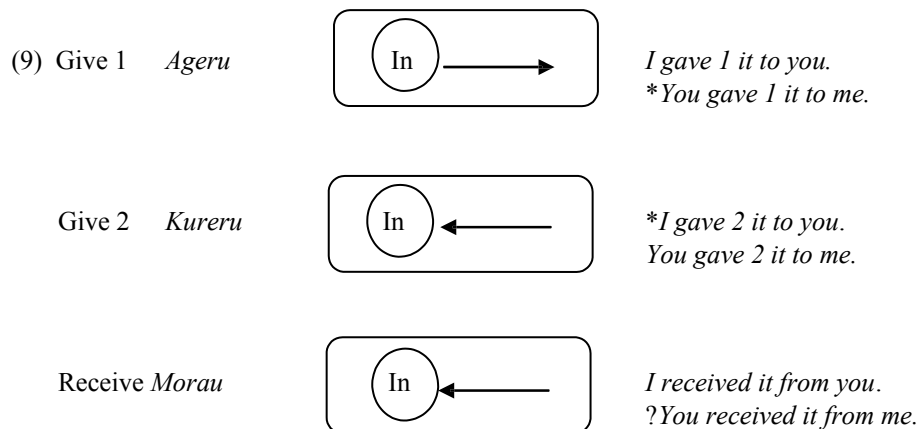 (9) Give 1 Ageru In I gave 1 it to you.
*You gave 1 it to me.
Give 2 Kureru In *I gave 2 it to you.
You gave 2 it to me.
Receive Morau In I received it from you.
?You received it from me.